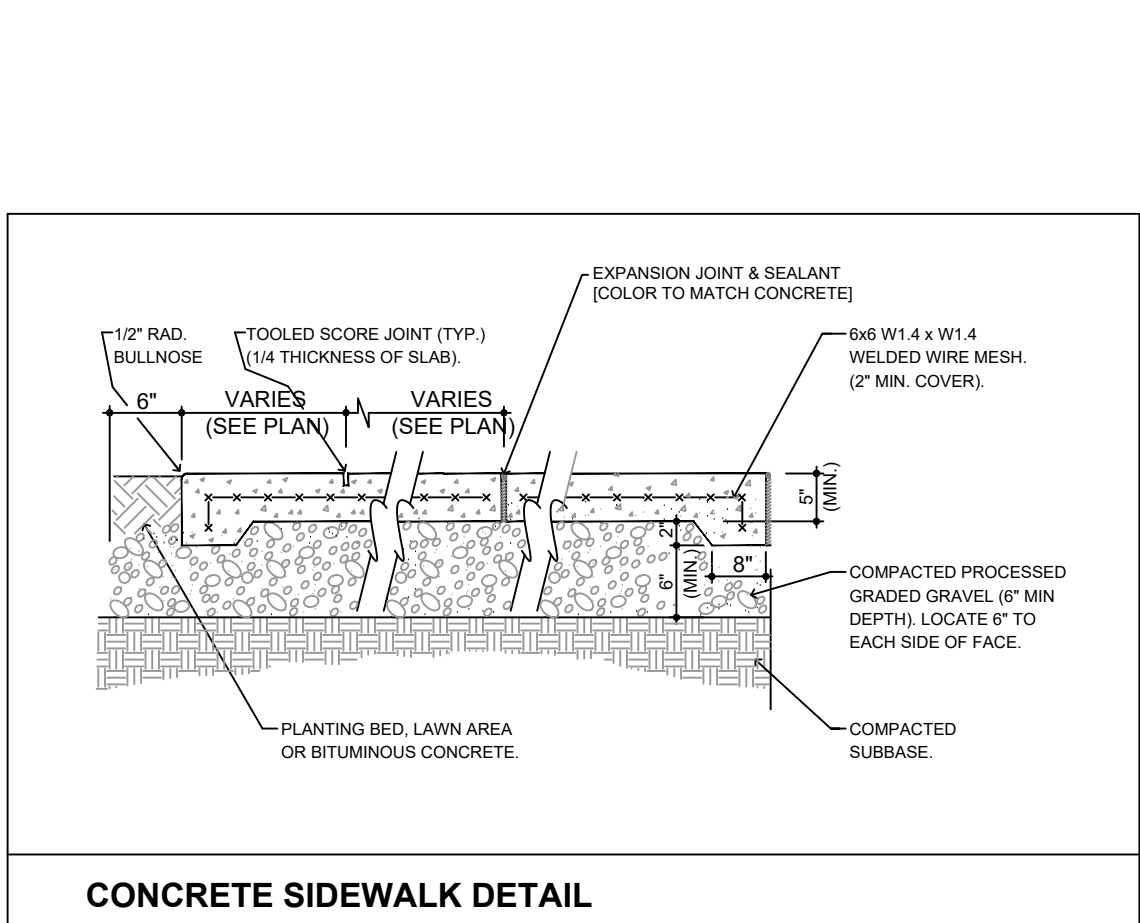 EXPANSION JOINT & SEALANT
[COLOR TO MATCH CONCRETE]
1/2" RAD.
BULLNOSE
TOOLED SCORE JOINT (TYP.)
(1/4 THICKNESS OF SLAB).
6x6 W1.4 x W1.4
WELDED WIRE MESH.
(2" MIN. COVER).
6"
VARIES
(SEE PLAN)
VARIES
(SEE PLAN)
5"
(MIN.)
2"
6"
(MIN.)
8"
COMPACTED PROCESSED
GRADED GRAVEL (6" MIN
DEPTH). LOCATE 6" TO
EACH SIDE OF FACE.
PLANTING BED, LAWN AREA
OR BITUMINOUS CONCRETE.
COMPACTED
SUBBASE.
CONCRETE SIDEWALK DETAIL